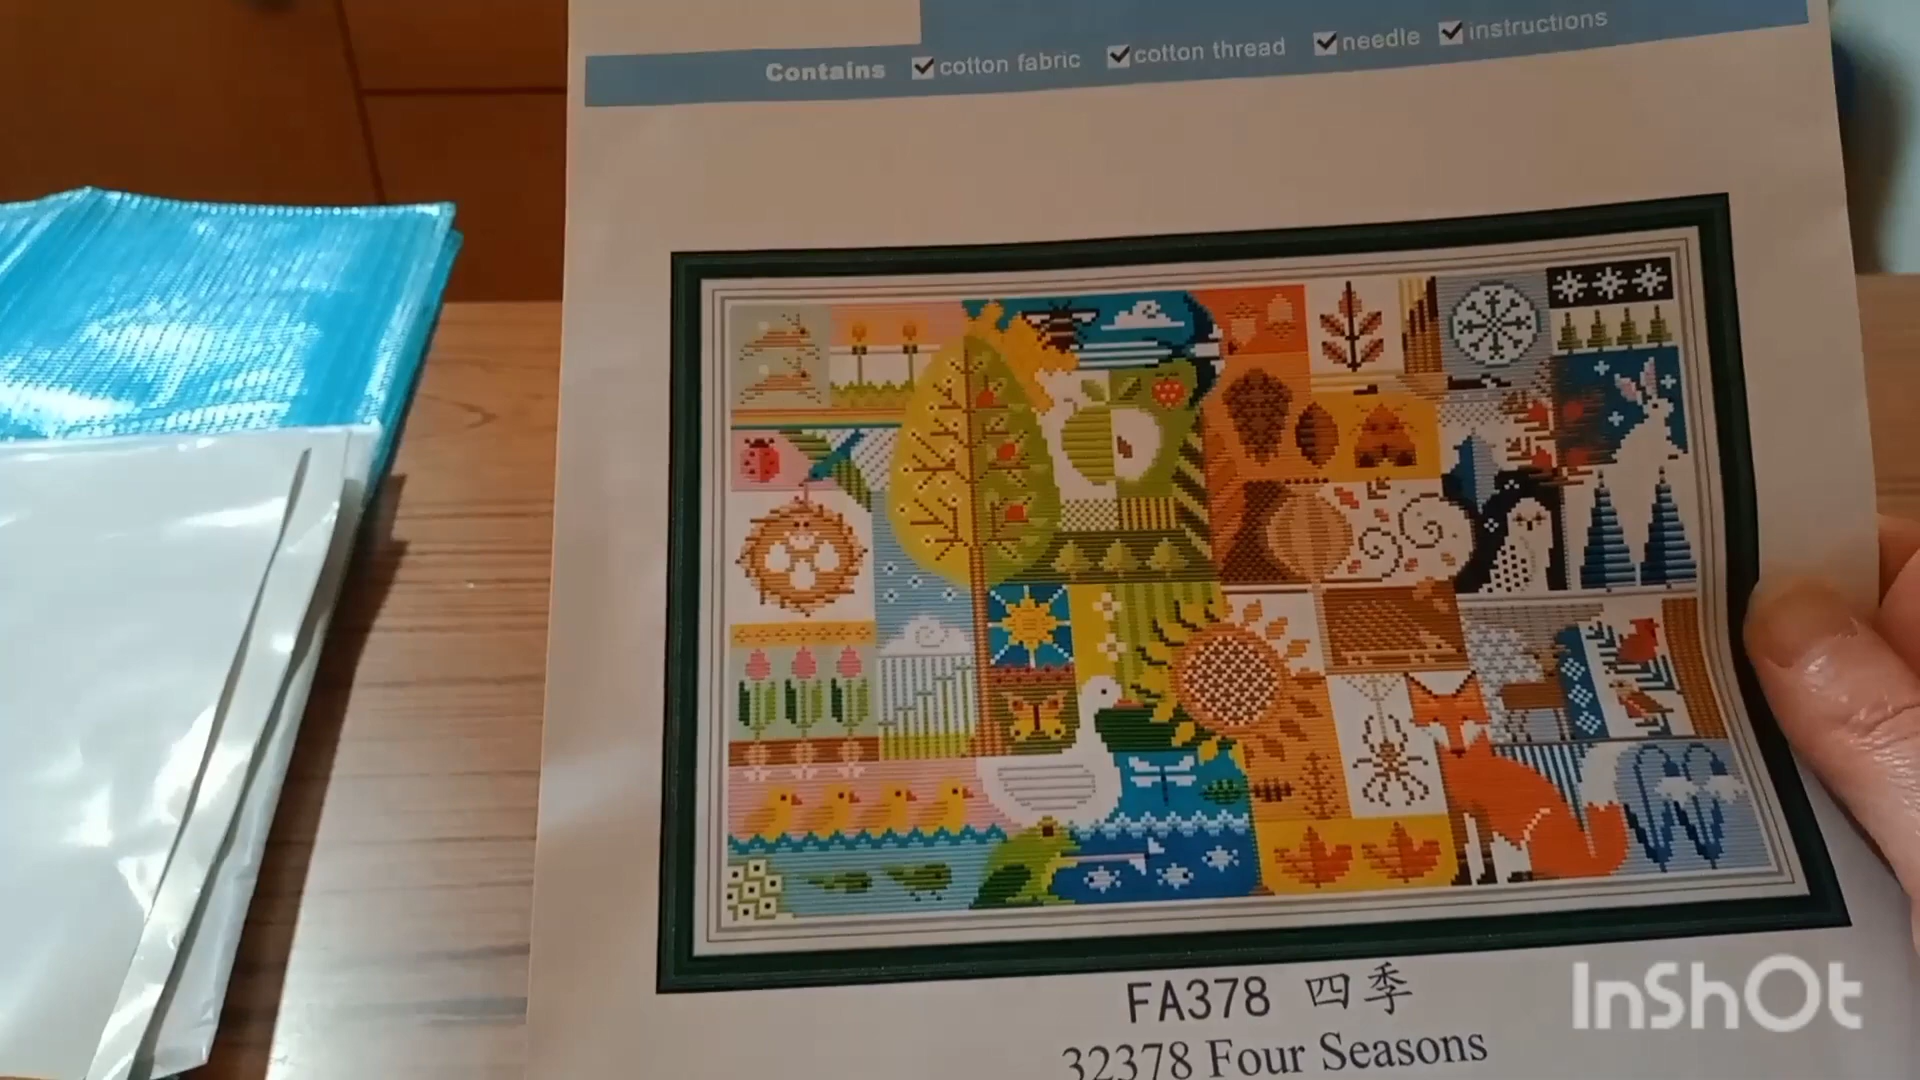 Contains ✓ cotton fabric ✓ cotton thread ✓ needle ✓ instructions
FA378 四季
32378 Four Seasons
InShOt